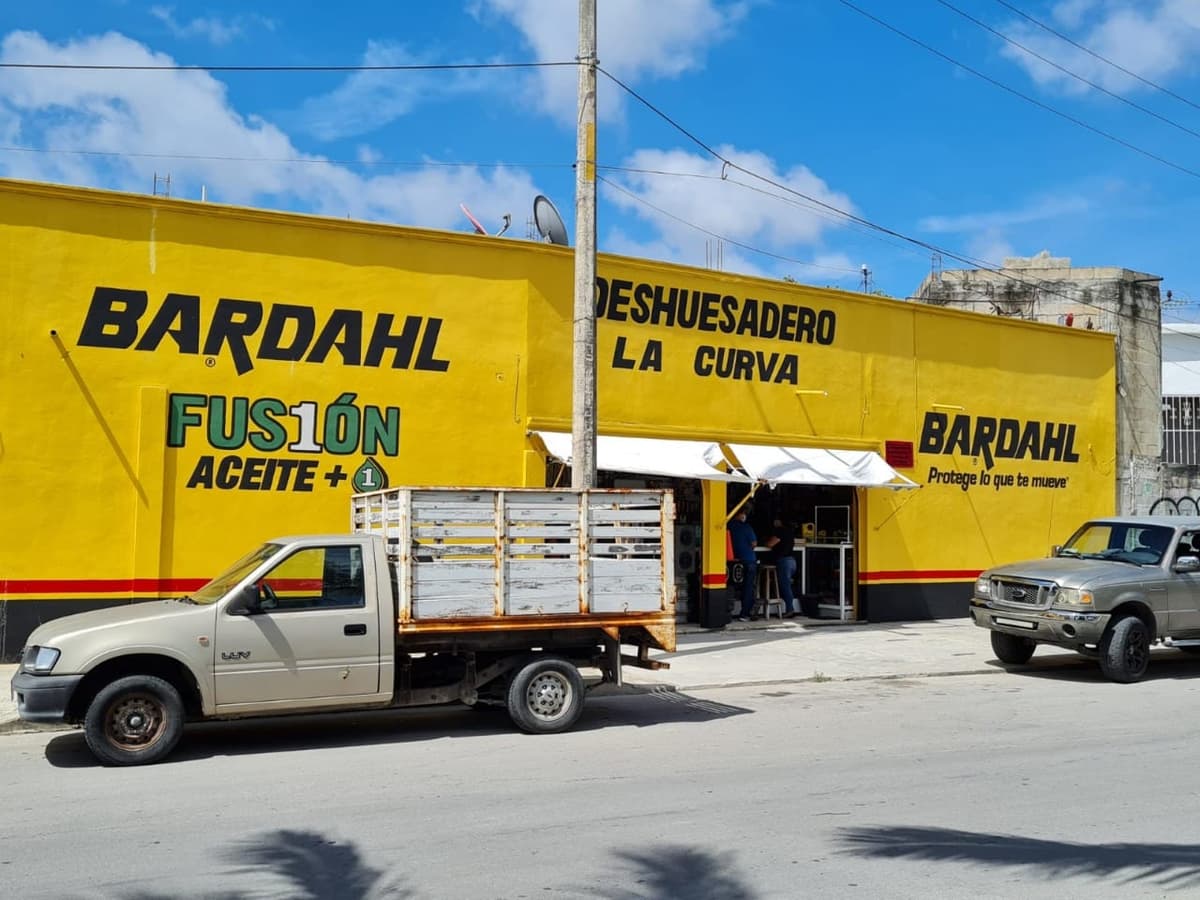 BARDAHL
®
FUS1ÓN
ACEITE + 1
DESHUESADERO
LA CURVA
BARDAHL
®
Protege lo que te mueve®
LUV